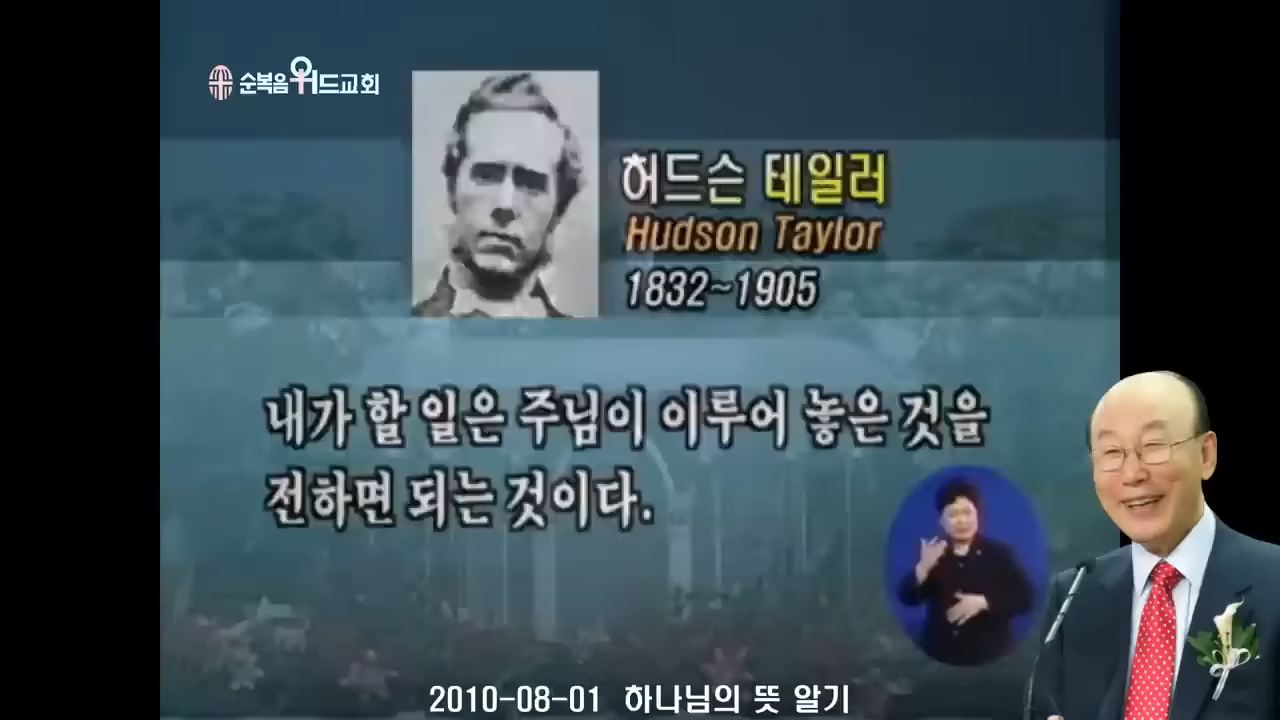 순복음워드교회
허드슨 테일러
Hudson Taylor
1832~1905
내가 할 일은 주님이 이루어 놓은 것을
전하면 되는 것이다.
2010-08-01 하나님의 뜻 알기